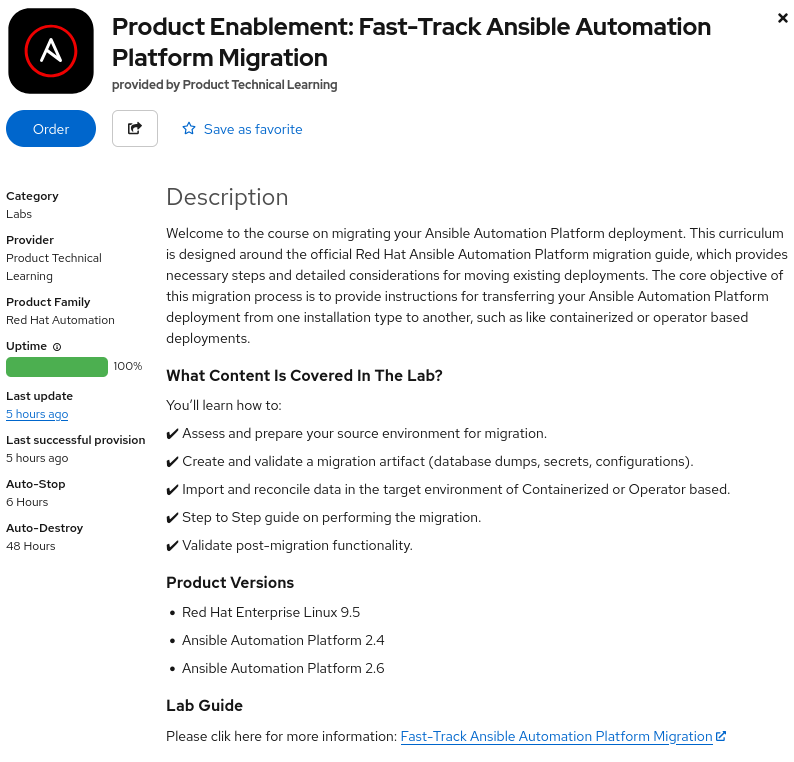 Product Enablement: Fast-Track Ansible Automation
Platform Migration
provided by Product Technical Learning
Order
Save as favorite
Category
Labs
Provider
Product Technical
Learning
Product Family
Red Hat Automation
Uptime
100%
Last update
5 hours ago
Last successful provision
5 hours ago
Auto-Stop
6 Hours
Auto-Destroy
48 Hours
Description
Welcome to the course on migrating your Ansible Automation Platform deployment. This curriculum
is designed around the official Red Hat Ansible Automation Platform migration guide, which provides
necessary steps and detailed considerations for moving existing deployments. The core objective of
this migration process is to provide instructions for transferring your Ansible Automation Platform
deployment from one installation type to another, such as like containerized or operator based
deployments.
What Content Is Covered In The Lab?
You'll learn how to:
✔ Assess and prepare your source environment for migration.
✔ Create and validate a migration artifact (database dumps, secrets, configurations).
✔ Import and reconcile data in the target environment of Containerized or Operator based.
✔ Step to Step guide on performing the migration.
✔ Validate post-migration functionality.
Product Versions
• Red Hat Enterprise Linux 9.5
• Ansible Automation Platform 2.4
• Ansible Automation Platform 2.6
Lab Guide
Please clik here for more information: Fast-Track Ansible Automation Platform Migration